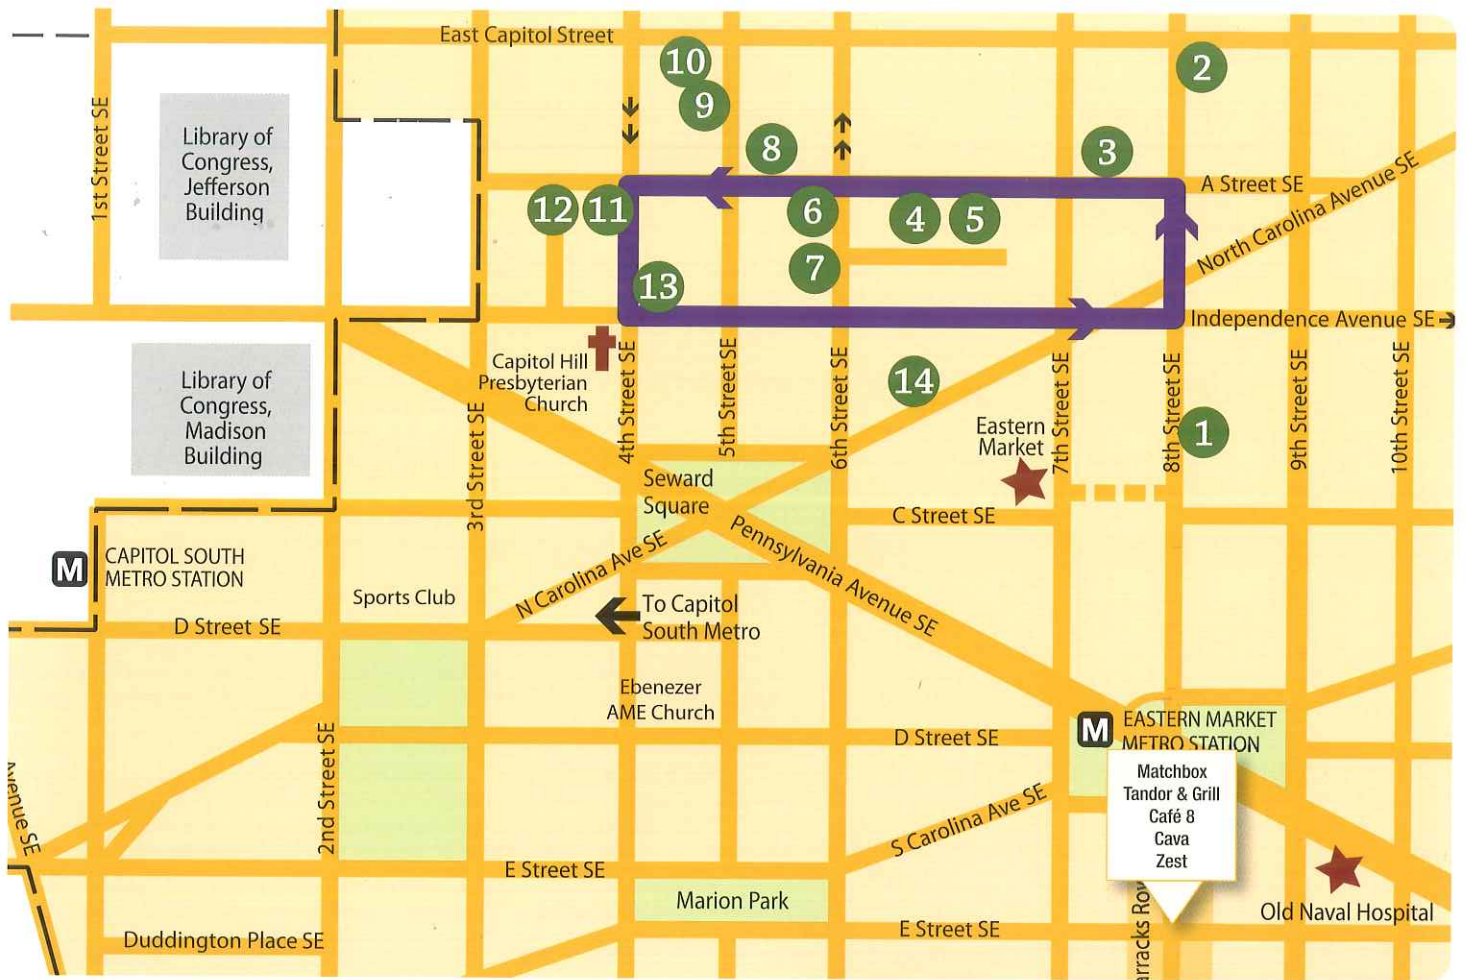 East Capitol Street
10
2
9
1st Street SE
Library of
Congress,
Jefferson
Building
8
3
A Street SE
North Carolina Avenue SE
12
11
6
4
5
7
13
Independence Avenue SE
Capitol Hill
Presbyterian
Church
Library of
Congress,
Madison
Building
3rd Street SE
4th Street SE
5th Street SE
6th Street SE
14
7th Street SE
8th Street SE
9th Street SE
10th Street SE
Eastern
Market
1
Seward
Square
C Street SE
Pennsylvania Avenue SE
N Carolina Ave SE
M
CAPITOL SOUTH
METRO STATION
Sports Club
To Capitol
South Metro
D Street SE
Ebenezer
AME Church
D Street SE
M
EASTERN MARKET
METRO STATION
Matchbox
Tandor & Grill
Café 8
Cava
Zest
2nd Street SE
Avenue SE
S Carolina Ave SE
E Street SE
Marion Park
E Street SE
Old Naval Hospital
Duddington Place SE
arracks Row